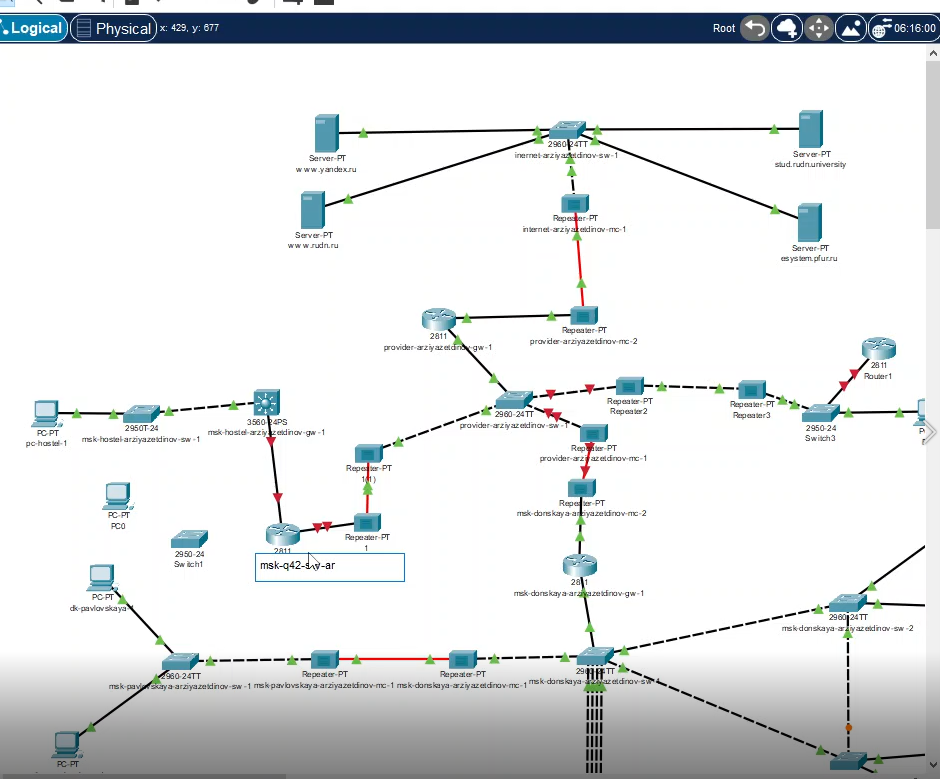 Logical
Physical
x: 429, y: 677
Root
06:16:00
Server-PT
www.yandex.ru
2960-24TT
inernet-arziyazetdinov-sw-1
Server-PT
stud.rudn.university
Server-PT
www.rudn.ru
Repeater-PT
internet-arziyazetdinov-mc-1
Server-PT
esystem.pfur.ru
2811
provider-arziyazetdinov-gw-1
Repeater-PT
provider-arziyazetdinov-mc-2
2811
Router1
PC-PT
pc-hostel-1
2950T-24
msk-hostel-arziyazetdinov-sw-1
3560-24PS
msk-hostel-arziyazetdinov-gw-1
2960-24TT
provider-arziyazetdinov-sw-1
Repeater-PT
Repeater2
Repeater-PT
Repeater3
2950-24
Switch3
Repeater-PT
1(1)
Repeater-PT
provider-arziyazetdinov-mc-1
PC-PT
PC0
2950-24
Switch1
2811
msk-q42-sw-ar
Repeater-PT
1
Repeater-PT
msk-donskaya-arziyazetdinov-mc-2
2811
msk-donskaya-arziyazetdinov-gw-1
PC-PT
dk-pavlovskaya-1
2960-24TT
msk-donskaya-arziyazetdinov-sw-2
2960-24TT
msk-pavlovskaya-arziyazetdinov-sw-1
Repeater-PT
msk-pavlovskaya-arziyazetdinov-mc-1
Repeater-PT
msk-donskaya-arziyazetdinov-mc-1
2960-24TT
msk-donskaya-arziyazetdinov-sw-1
PC-PT